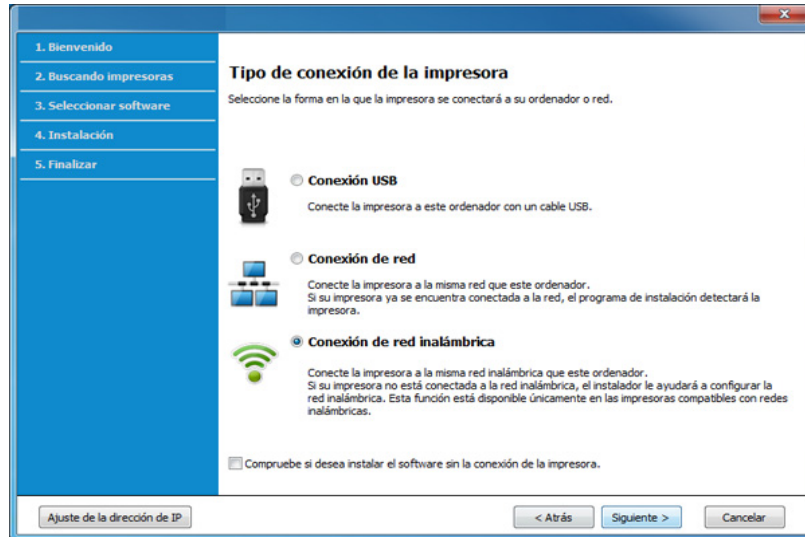 1. Bienvenido
2. Buscando impresoras
3. Seleccionar software
4. Instalación
5. Finalizar
Tipo de conexión de la impresora
Seleccione la forma en la que la impresora se conectará a su ordenador o red.
Conexión USB
Conecte la impresora a este ordenador con un cable USB.
Conexión de red
Conecte la impresora a la misma red que este ordenador.
Si su impresora ya se encuentra conectada a la red, el programa de instalación detectará la
impresora.
Conexión de red inalámbrica
Conecte la impresora a la misma red inalámbrica que este ordenador.
Si su impresora no está conectada a la red inalámbrica, el instalador le ayudará a configurar la
red inalámbrica. Esta función está disponible únicamente en las impresoras compatibles con redes
inalámbricas.
Compruebe si desea instalar el software sin la conexión de la impresora.
Ajuste de la dirección de IP
< Atrás
Siguiente >
Cancelar